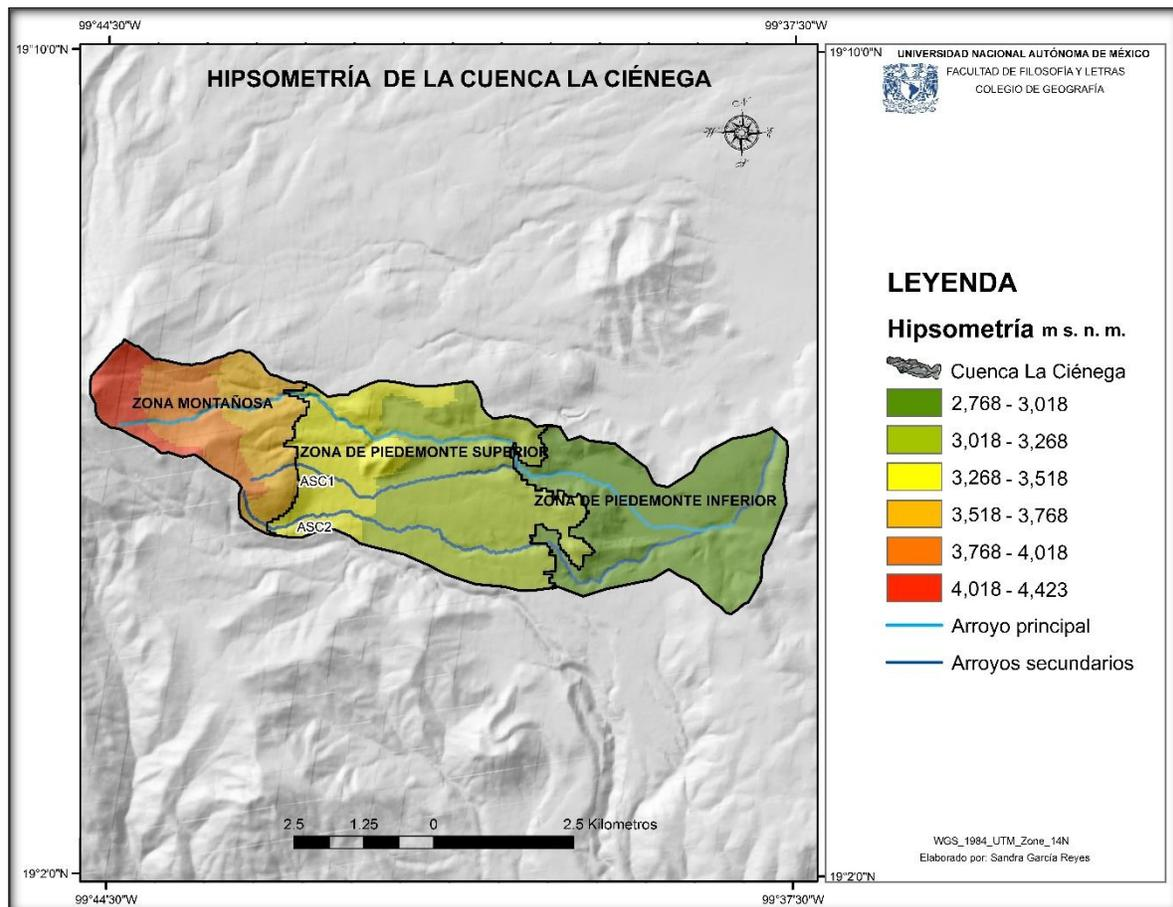 99°44'30"W
99°37'30"W
19°10'0"N
19°10'0"N
HIPSOMETRÍA DE LA CUENCA LA CIÉNEGA
UNIVERSIDAD NACIONAL AUTÓNOMA DE MÉXICO
FACULTAD DE FILOSOFÍA Y LETRAS
COLEGIO DE GEOGRAFÍA
N
W
E
S
ZONA MONTAÑOSA
ZONA DE PIEDEMONTE SUPERIOR
ASC1
ZONA DE PIEDEMONTE INFERIOR
ASC2
LEYENDA
Hipsometría m s. n. m.
Cuenca La Ciénega
2,768 - 3,018
3,018 - 3,268
3,268 - 3,518
3,518 - 3,768
3,768 - 4,018
4,018 - 4,423
Arroyo principal
Arroyos secundarios
2.5 1.25 0 2.5 Kilometros
WGS_1984_UTM_Zone_14N
Elaborado por: Sandra García Reyes
19°2'0"N
19°2'0"N
99°44'30"W
99°37'30"W